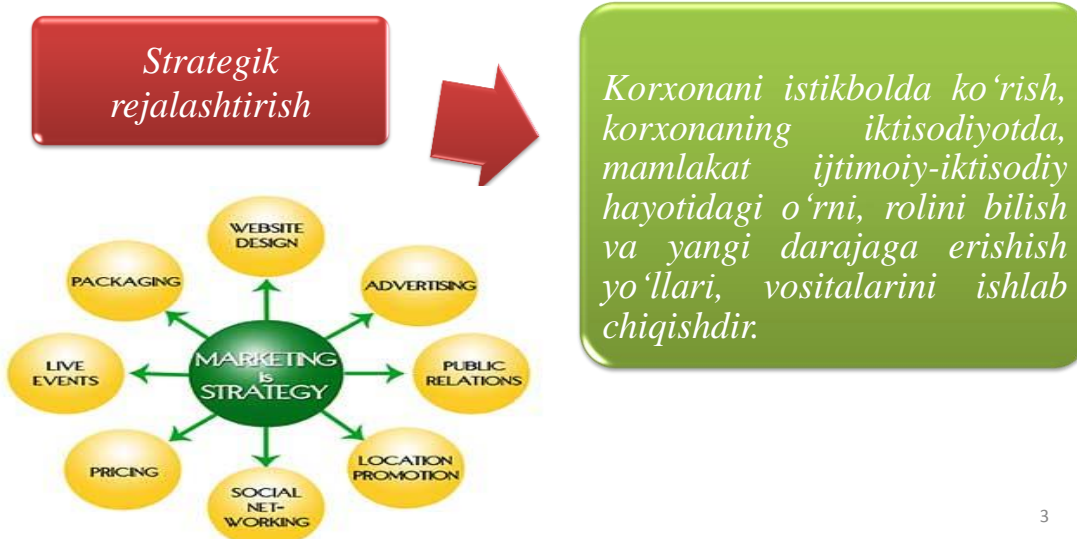 Strategik
rejalashtirish
Korxonani istikbolda ko‘rish,
korxonaning iktisodiyotda,
mamlakat ijtimoiy-iktisodiy
hayotidagi o‘rni, rolini bilish
va yangi darajaga erishish
yo‘llari, vositalarini ishlab
chiqishdir.
WEBSITE
DESIGN
PACKAGING
ADVERTISING
LIVE
EVENTS
MARKETING
is
STRATEGY
PUBLIC
RELATIONS
PRICING
LOCATION
PROMOTION
SOCIAL
NET-
WORKING
3